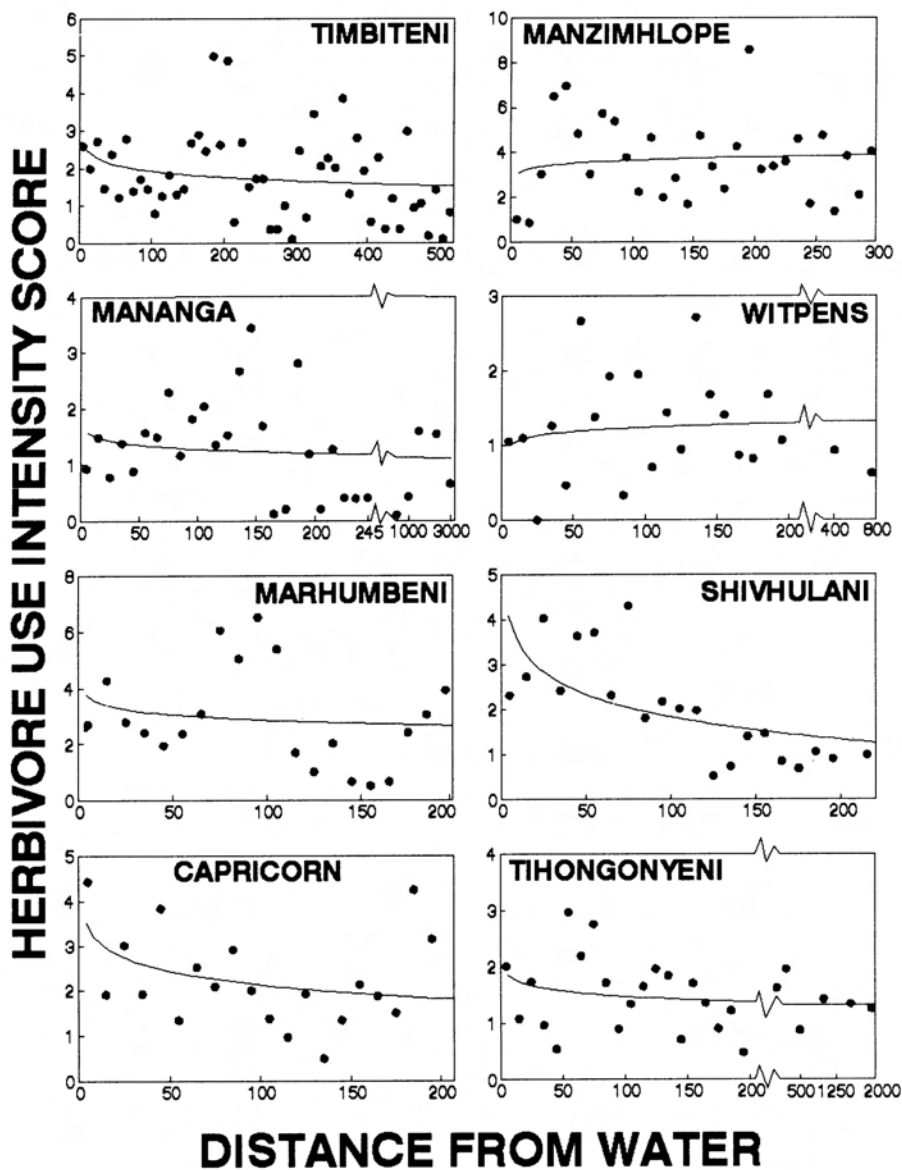 HERBIVORE USE INTENSITY SCORE
TIMBITENI
6
5
4
3
2
1
0
0 100 200 300 400 500
MANZIMHLOPE
10
8
6
4
2
0
0 50 100 150 200 250 300
MANANGA
4
3
2
1
0
0 50 100 150 200 245 1000 3000
WITPENS
3
2
1
0
0 50 100 150 200 400 800
MARHUMBENI
8
6
4
2
0
0 50 100 150 200
SHIVHULANI
5
4
3
2
1
0
0 50 100 150 200
CAPRICORN
5
4
3
2
1
0
0 50 100 150 200
TIHONGONYENI
4
3
2
1
0
0 50 100 150 200 500 1250 2000
DISTANCE FROM WATER